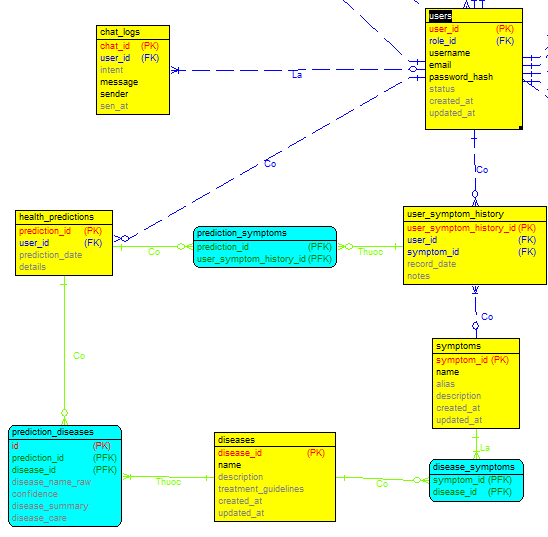 users
user_id (PK)
role_id (FK)
username
email
password_hash
status
created_at
updated_at
chat_logs
chat_id (PK)
user_id (FK)
intent
message
sender
sen_at
La
Co
Co
health_predictions
prediction_id (PK)
user_id (FK)
prediction_date
details
Co
prediction_symptoms
prediction_id (PFK)
user_symptom_history_id (PFK)
Thuoc
user_symptom_history
user_symptom_history_id (PK)
user_id (FK)
symptom_id (FK)
record_date
notes
Co
symptoms
symptom_id (PK)
name
alias
description
created_at
updated_at
Co
La
prediction_diseases
id (PK)
prediction_id (PFK)
disease_id (PFK)
disease_name_raw
confidence
disease_summary
disease_care
Thuoc
diseases
disease_id (PK)
name
description
treatment_guidelines
created_at
updated_at
Co
disease_symptoms
symptom_id (PFK)
disease_id (PFK)